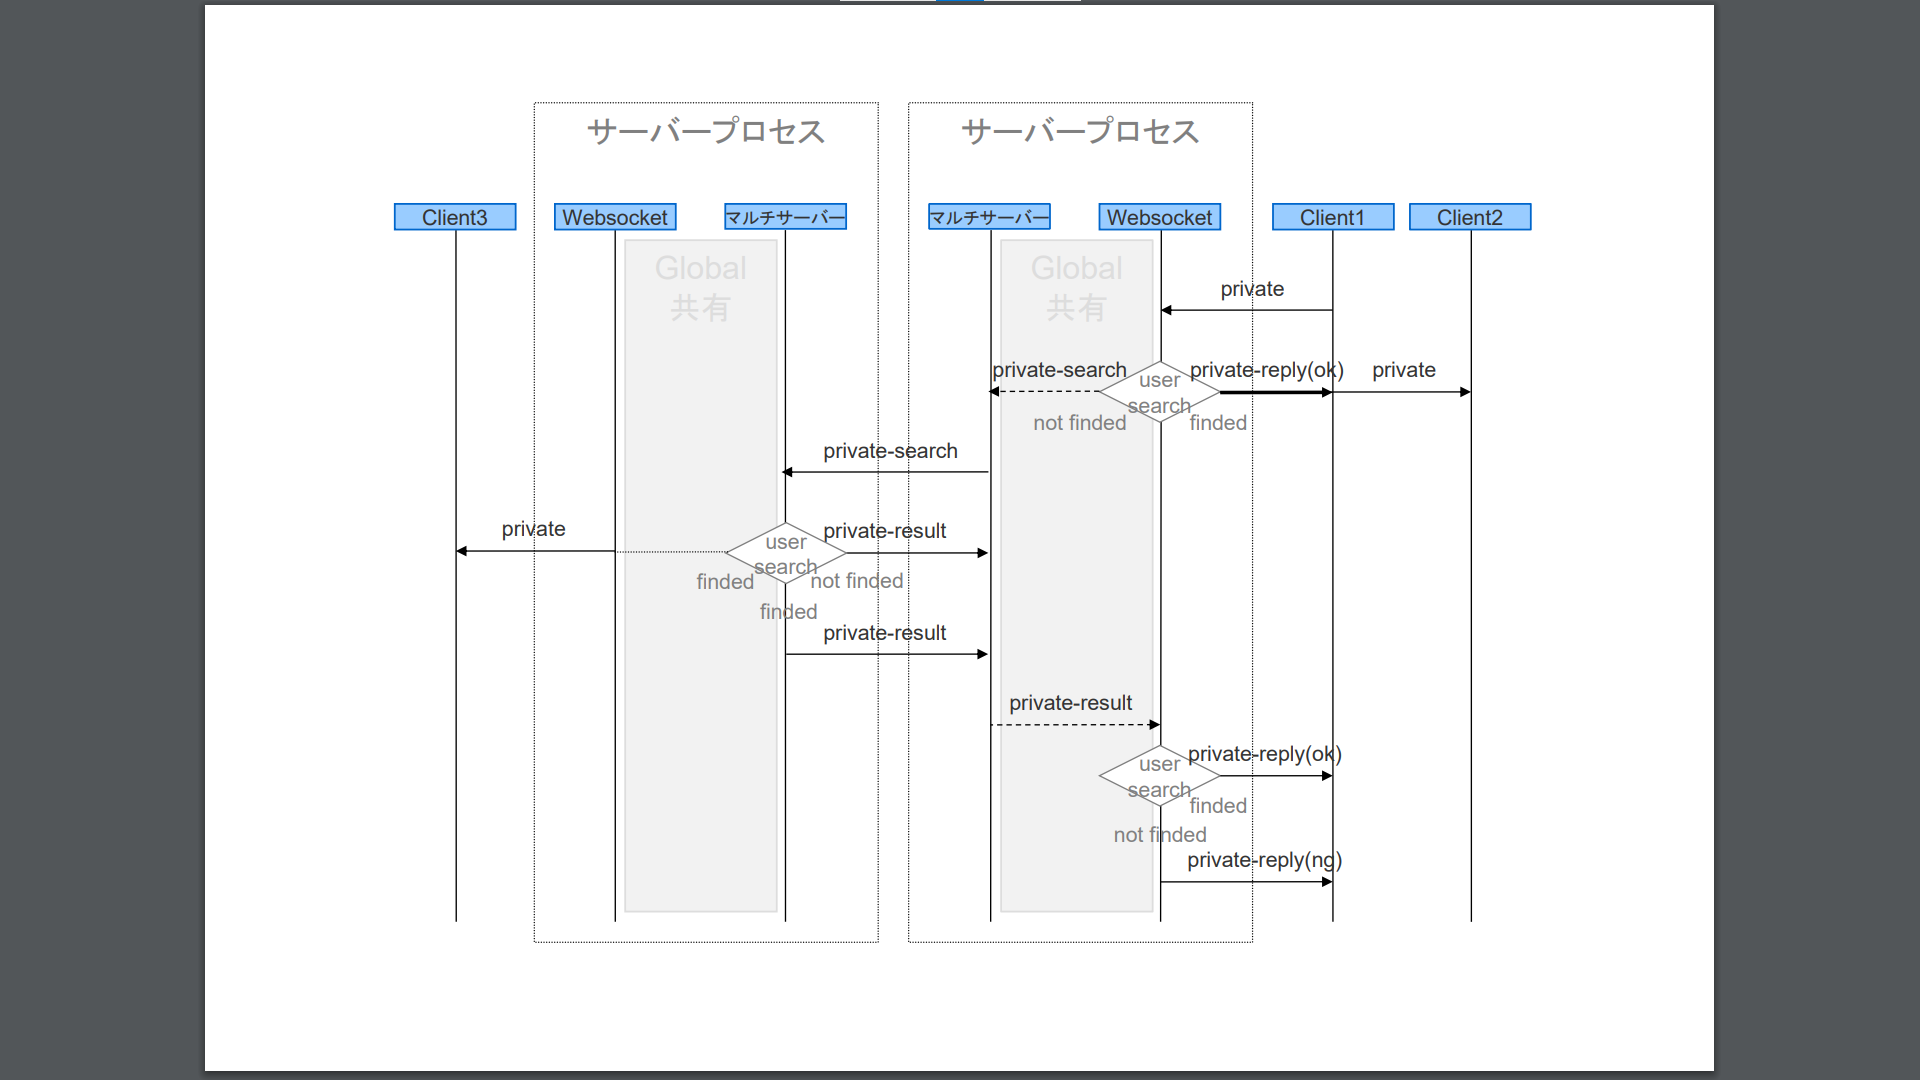 サーバープロセス
サーバープロセス
Client3
Websocket
マルチサーバー
マルチサーバー
Websocket
Client1
Client2
Global
共有
Global
共有
private
private-search
user
search
private-reply(ok)
private
not finded
finded
private-search
private
user
search
private-result
finded
not finded
finded
private-result
private-result
user
search
private-reply(ok)
finded
not finded
private-reply(ng)